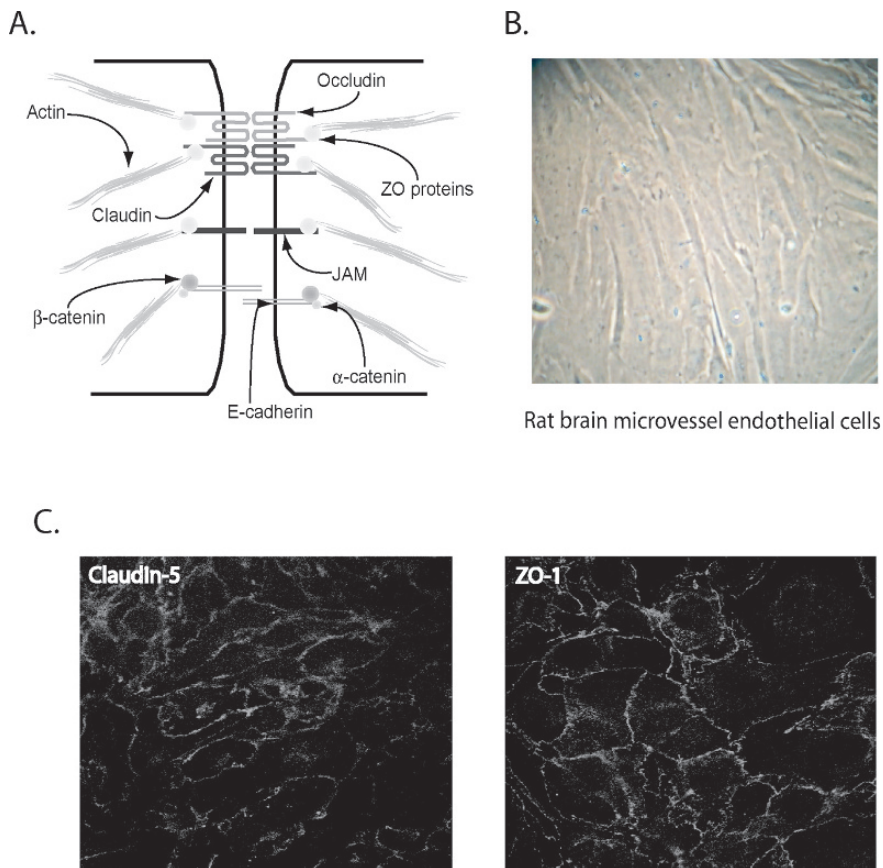 A.
B.
Occludin
Actin
ZO proteins
Claudin
JAM
β-catenin
α-catenin
E-cadherin
Rat brain microvessel endothelial cells
C.
Claudin-5
ZO-1